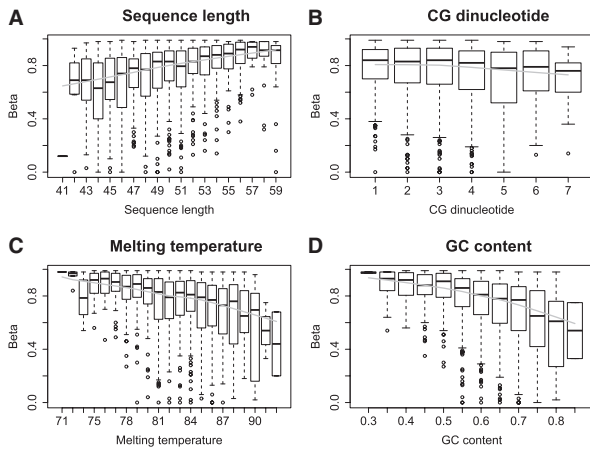 A Sequence length
Beta
0.0 0.4 0.8
41 43 45 47 49 51 53 55 57 59
Sequence length
B CG dinucleotide
Beta
0.0 0.4 0.8
1 2 3 4 5 6 7
CG dinucleotide
C Melting temperature
Beta
0.0 0.4 0.8
71 75 78 81 84 87 90
Melting temperature
D GC content
Beta
0.0 0.4 0.8
0.3 0.4 0.5 0.6 0.7 0.8
GC content